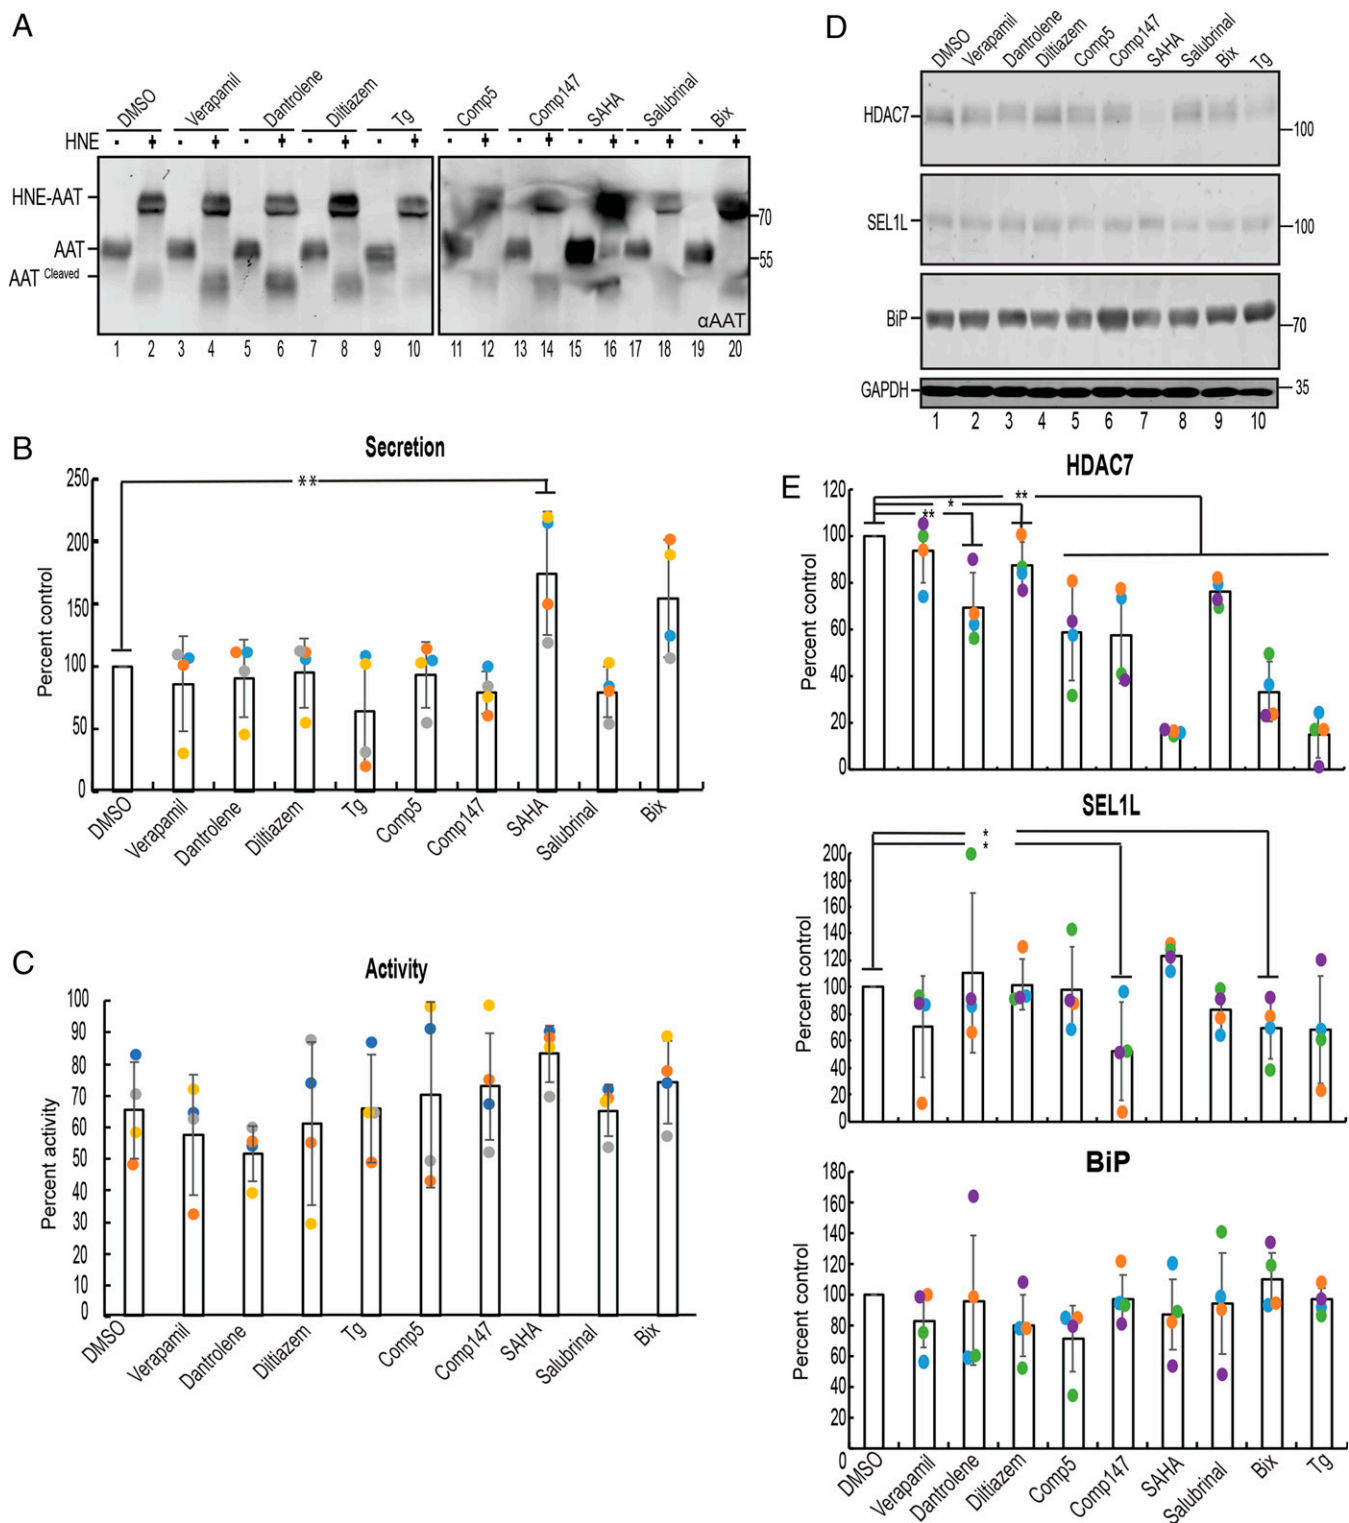 A
DMSO Verapamil Dantrolene Diltiazem Tg Comp5 Comp147 SAHA Salubrinal Bix
HNE - + - + - + - + - + - + - + - + - + - +
HNE-AAT
70
AAT
55
AAT Cleaved
αAAT
1 2 3 4 5 6 7 8 9 10 11 12 13 14 15 16 17 18 19 20
B
Secretion
**
Percent control
250
200
150
100
50
0
DMSO Verapamil Dantrolene Diltiazem Tg Comp5 Comp147 SAHA Salubrinal Bix
C
Activity
Percent activity
100
90
80
70
60
50
40
30
20
10
0
DMSO Verapamil Dantrolene Diltiazem Tg Comp5 Comp147 SAHA Salubrinal Bix
D
DMSO Verapamil Dantrolene Diltiazem Comp5 Comp147 SAHA Salubrinal Bix Tg
HDAC7
100
SEL1L
100
BiP
70
GAPDH
35
1 2 3 4 5 6 7 8 9 10
E
HDAC7
**
*
**
Percent control
120
100
80
60
40
20
0
SEL1L
*
*
Percent control
200
180
160
140
120
100
80
60
40
20
0
BiP
Percent control
180
160
140
120
100
80
60
40
20
0
DMSO Verapamil Dantrolene Diltiazem Comp5 Comp147 SAHA Salubrinal Bix Tg